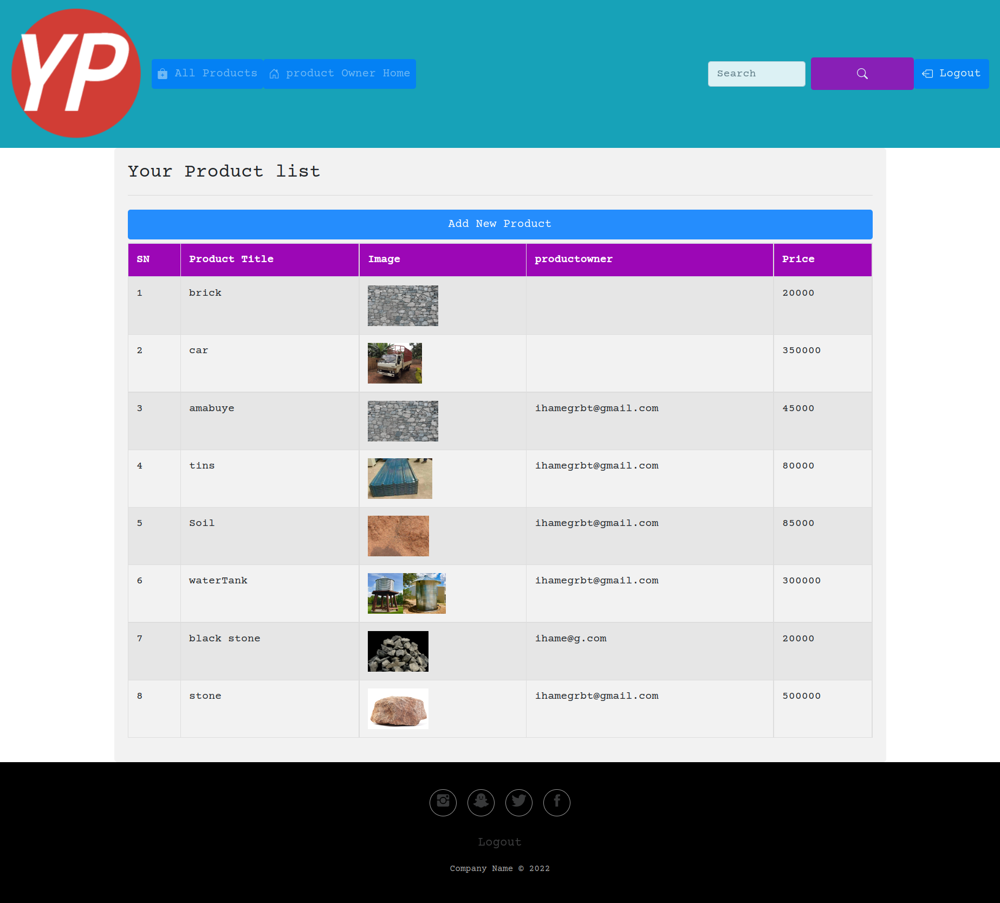 YP
All Products product Owner Home Search Logout
Your Product list
Add New Product
SN Product Title Image productowner Price
1 brick 20000
2 car 350000
3 amabuye ihamegrbt@gmail.com 45000
4 tins ihamegrbt@gmail.com 80000
5 Soil ihamegrbt@gmail.com 85000
6 waterTank ihamegrbt@gmail.com 300000
7 black stone ihame@g.com 20000
8 stone ihamegrbt@gmail.com 500000
Logout
Company Name © 2022